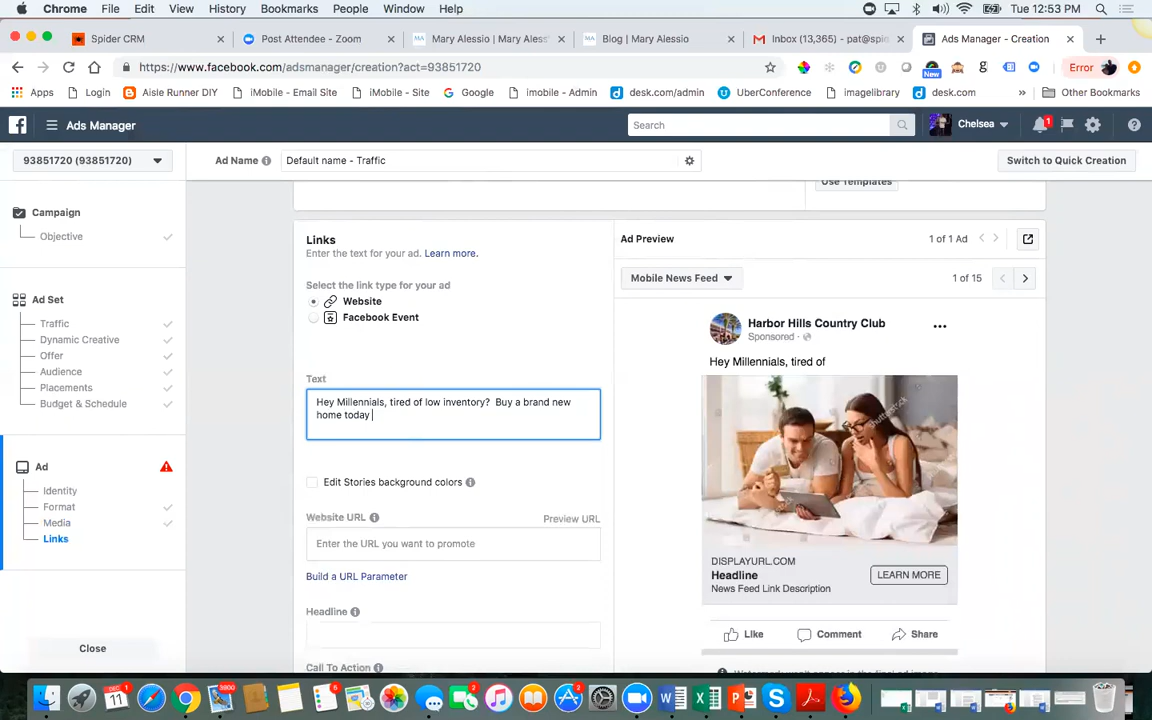 Chrome File Edit View History Bookmarks People Window Help Tue 12:53 PM
Spider CRM Post Attendee - Zoom Mary Alessio | Mary Aless Blog | Mary Alessio Inbox (13,365) - pat@spi Ads Manager - Creation
https://www.facebook.com/adsmanager/creation?act=93851720 New Error
Apps Login Aisle Runner DIY iMobile - Email Site iMobile - Site Google imobile - Admin desk.com/admin UberConference imagelibrary desk.com » Other Bookmarks
Ads Manager Search Chelsea 1
93851720 (93851720) Ad Name Default name - Traffic Switch to Quick Creation
Use Templates
Campaign
Objective
Ad Set
Traffic
Dynamic Creative
Offer
Audience
Placements
Budget & Schedule
Ad
Identity
Format
Media
Links
Close
Links
Enter the text for your ad. Learn more.
Select the link type for your ad
Website
Facebook Event
Text
Hey Millennials, tired of low inventory? Buy a brand new
home today
Edit Stories background colors
Website URL Preview URL
Enter the URL you want to promote
Build a URL Parameter
Headline
Call To Action
Ad Preview 1 of 1 Ad
Mobile News Feed 1 of 15
Harbor Hills Country Club
Sponsored ·
Hey Millennials, tired of
shutterstock
DISPLAYURL.COM
Headline
News Feed Link Description
LEARN MORE
Like Comment Share